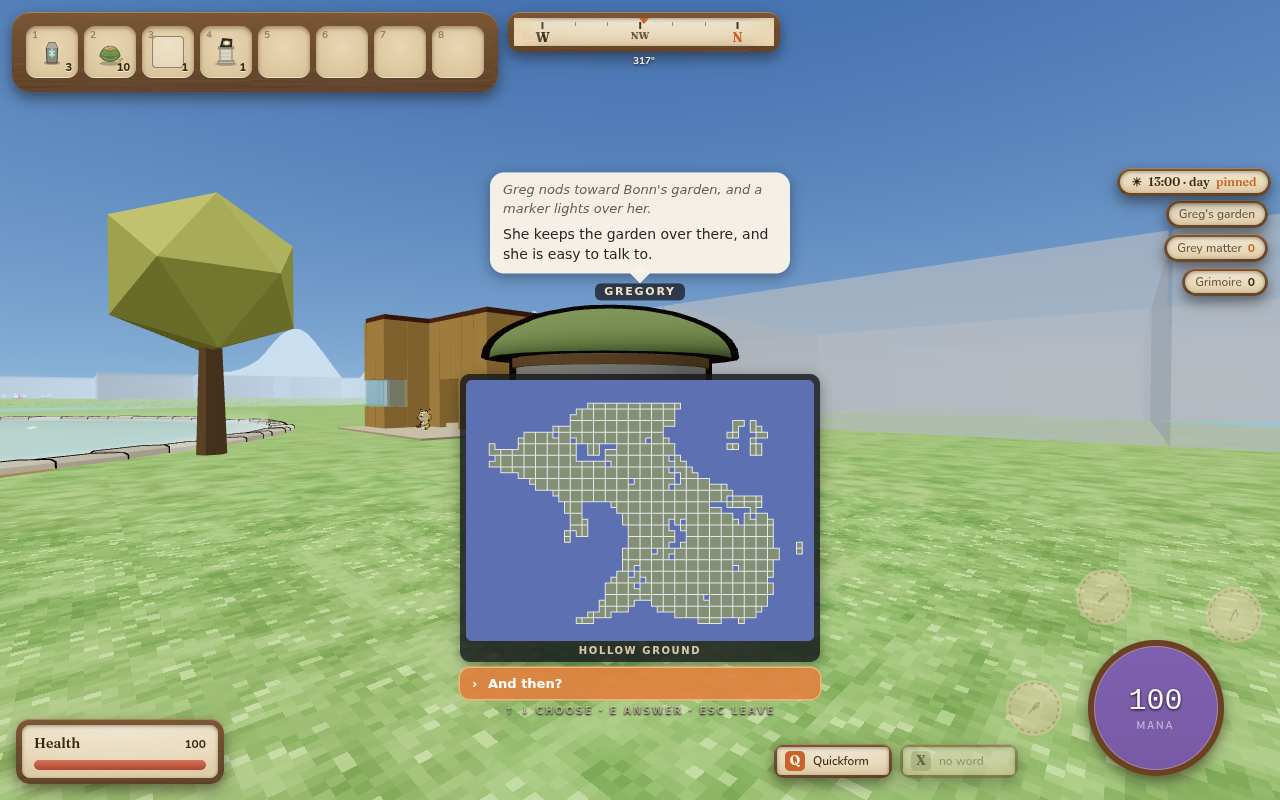 1
3
2
10
3
1
4
1
5
6
7
8
W
NW
N
317°
Greg nods toward Bonn's garden, and a
marker lights over her.
She keeps the garden over there, and
she is easy to talk to.
GREGORY
☀ 13:00 · day pinned
Greg's garden
Grey matter 0
Grimoire 0
HOLLOW GROUND
› And then?
↑ ↓ CHOOSE · E ANSWER · ESC LEAVE
Health 100
100
MANA
Q Quickform
X no word